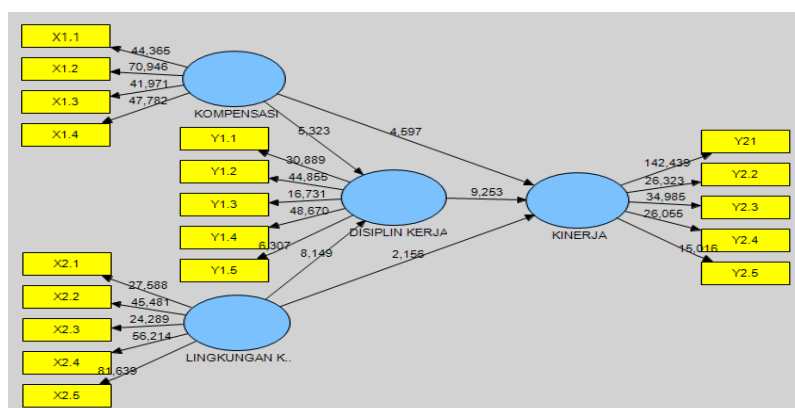 X1.1
44,365
X1.2
70,946
X1.3
41,971
X1.4
47,782
KOMPENSASI
5,323
4,597
Y1.1
30,889
Y1.2
44,855
Y1.3
16,731
Y1.4
48,670
Y1.5
6,307
DISIPLIN KERJA
9,253
8,149
2,156
KINERJA
Y21
142,439
Y2.2
26,323
Y2.3
34,985
Y2.4
26,055
Y2.5
15,016
X2.1
27,588
X2.2
45,481
X2.3
24,289
X2.4
56,214
X2.5
81,639
LINGKUNGAN K..